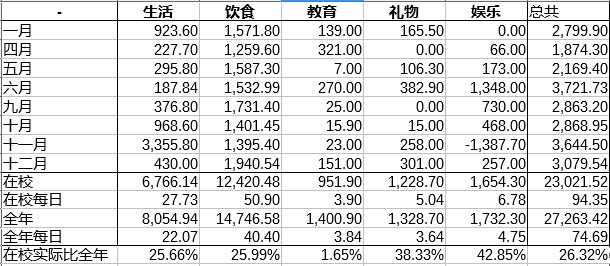 - 生活 饮食 教育 礼物 娱乐 总共
一月 923.60 1,571.80 139.00 165.50 0.00 2,799.90
四月 227.70 1,259.60 321.00 0.00 66.00 1,874.30
五月 295.80 1,587.30 7.00 106.30 173.00 2,169.40
六月 187.84 1,532.99 270.00 382.90 1,348.00 3,721.73
九月 376.80 1,731.40 25.00 0.00 730.00 2,863.20
十月 968.60 1,401.45 15.90 15.00 468.00 2,868.95
十一月 3,355.80 1,395.40 23.00 258.00 -1,387.70 3,644.50
十二月 430.00 1,940.54 151.00 301.00 257.00 3,079.54
在校 6,766.14 12,420.48 951.90 1,228.70 1,654.30 23,021.52
在校每日 27.73 50.90 3.90 5.04 6.78 94.35
全年 8,054.94 14,746.58 1,400.90 1,328.70 1,732.30 27,263.42
全年每日 22.07 40.40 3.84 3.64 4.75 74.69
在校实际比全年 25.66% 25.99% 1.65% 38.33% 42.85% 26.32%